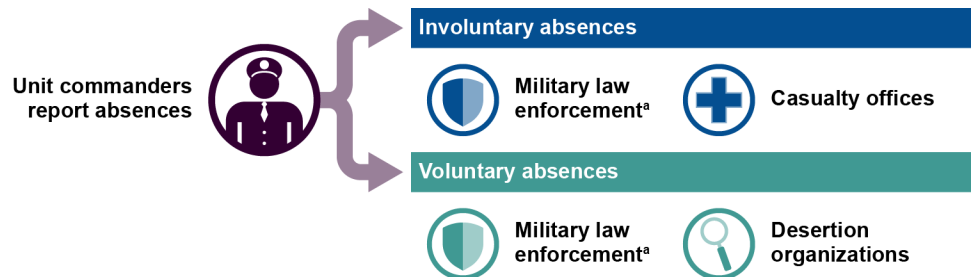 Unit commanders
report absences
Involuntary absences
Military law
enforcementª
Casualty offices
Voluntary absences
Military law
enforcementª
Desertion
organizations